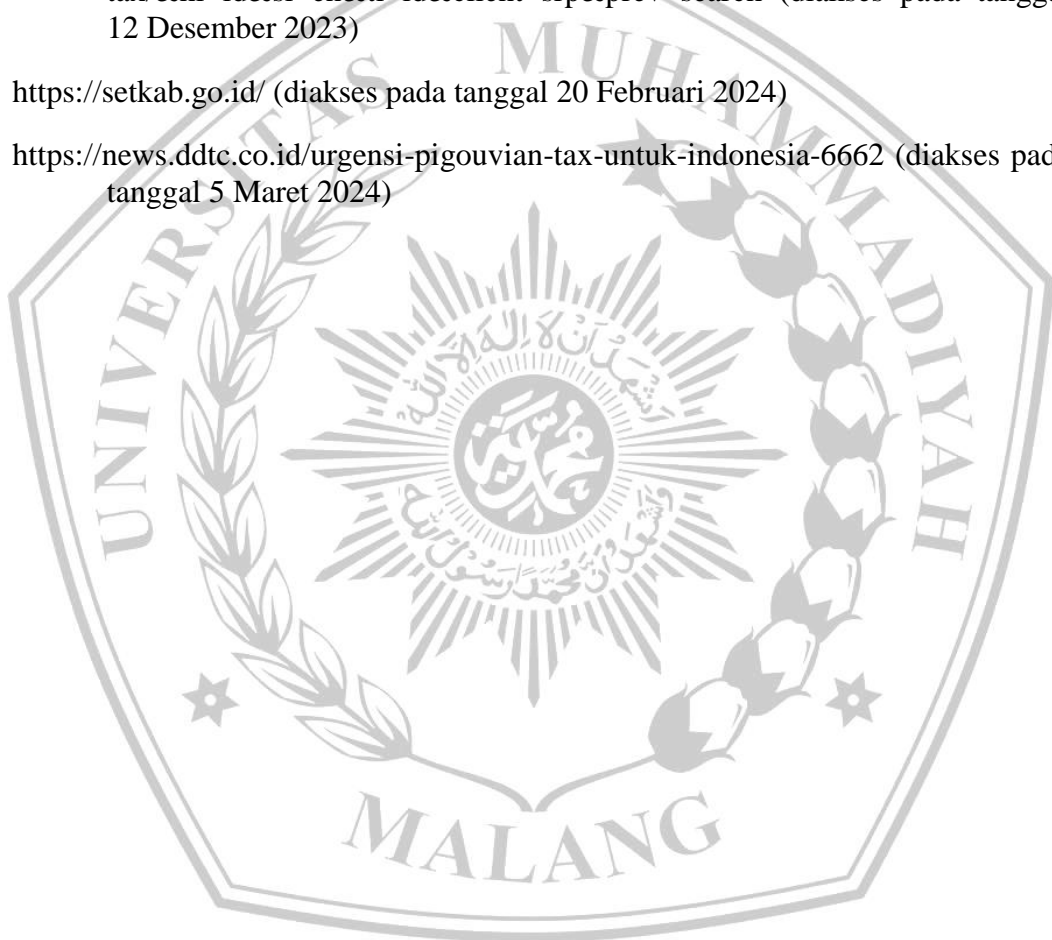 12 Desember 2023)
https://setkab.go.id/ (diakses pada tanggal 20 Februari 2024)
https://news.ddtc.co.id/urgensi-pigouvian-tax-untuk-indonesia-6662 (diakses pad
tanggal 5 Maret 2024)
UNIVERSITAS MUHAMMADIYAH
MALANG